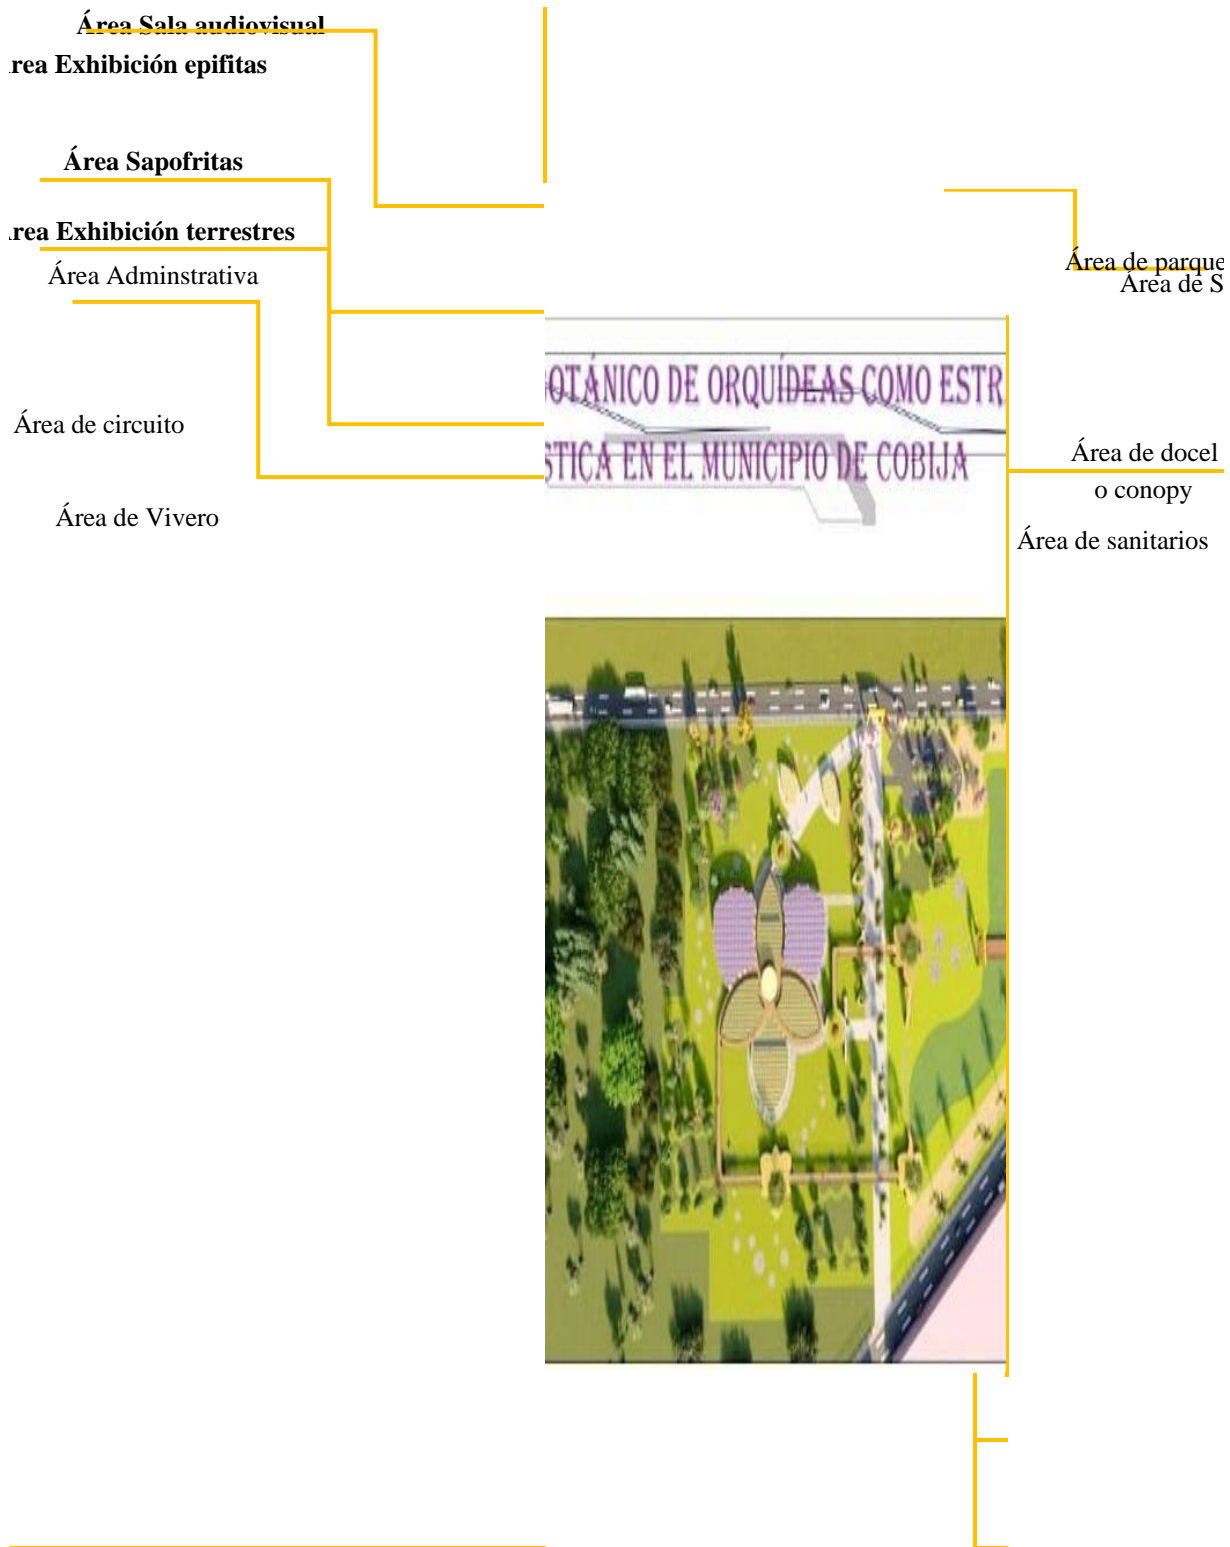 Área Sala audiovisual
rea Exhibición epifitas
Área Sapofritas
rea Exhibición terrestres
Área Adminstrativa
Área de parque
Área de S
OTÁNICO DE ORQUÍDEAS COMO ESTR
STICA EN EL MUNICIPIO DE COBIJA
Área de circuito
Área de docel
o conopy
Área de Vivero
Área de sanitarios